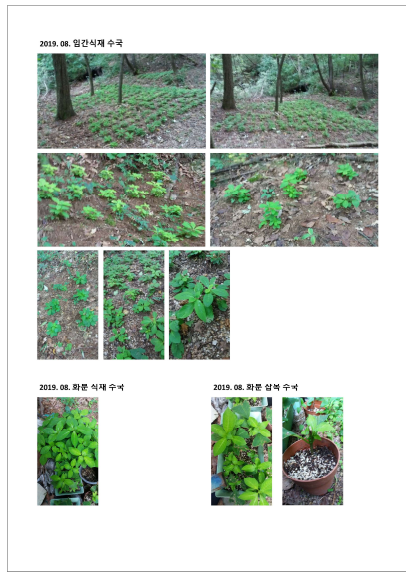 2019. 08. 임간식재 수국
2019. 08. 화분 식재 수국
2019. 08. 화분 삽목 수국